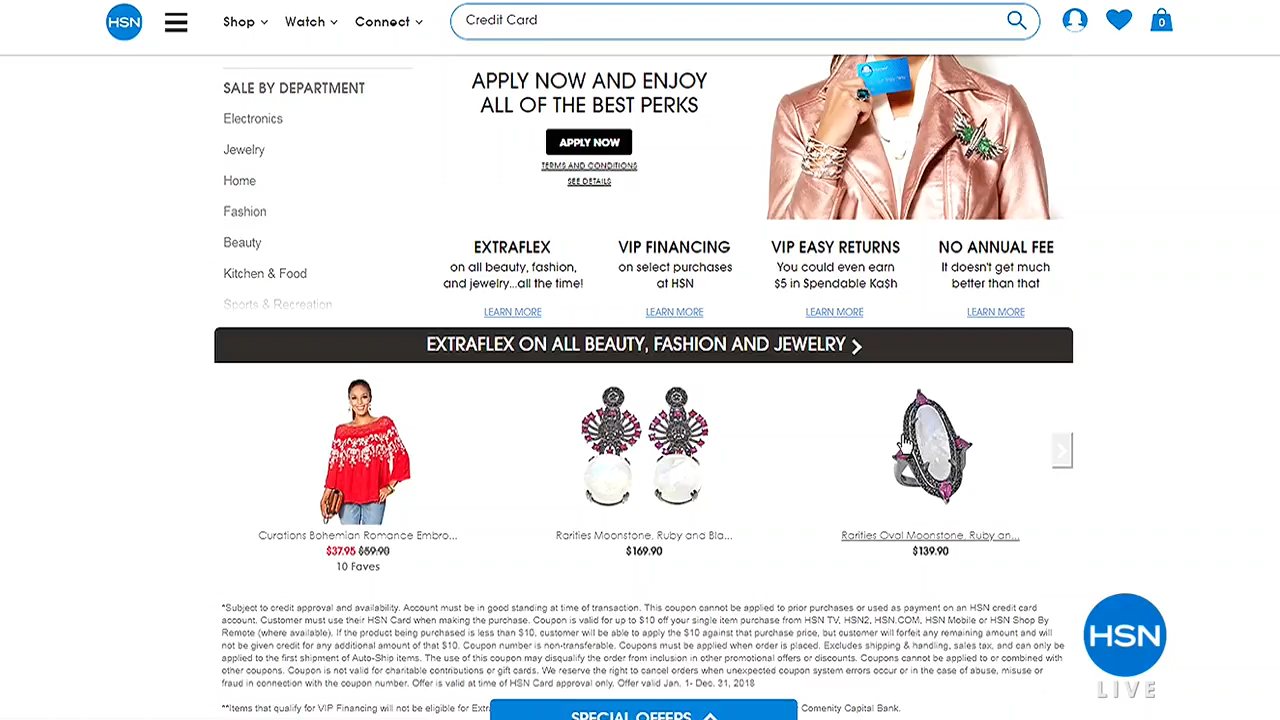 HSN
Shop
Watch
Connect
Credit Card
0
SALE BY DEPARTMENT
Electronics
Jewelry
Home
Fashion
Beauty
Kitchen & Food
Sports & Recreation
APPLY NOW AND ENJOY
ALL OF THE BEST PERKS
APPLY NOW
TERMS AND CONDITIONS
SEE DETAILS
EXTRAFLEX
on all beauty, fashion,
and jewelry...all the time!
LEARN MORE
VIP FINANCING
on select purchases
at HSN
LEARN MORE
VIP EASY RETURNS
You could even earn
$5 in Spendable Ka$h
LEARN MORE
NO ANNUAL FEE
It doesn't get much
better than that
LEARN MORE
EXTRAFLEX ON ALL BEAUTY, FASHION AND JEWELRY
Curations Bohemian Romance Embro...
$37.95 $59.90
10 Faves
Rarities Moonstone, Ruby and Bla...
$169.90
Rarities Oval Moonstone, Ruby an...
$139.90
*Subject to credit approval and availability. Account must be in good standing at time of transaction. This coupon cannot be applied to prior purchases or used as payment on an HSN credit card
account. Customer must use their HSN Card when making the purchase. Coupon is valid for up to $10 off your single item purchase from HSN TV, HSN2, HSN.COM, HSN Mobile or HSN Shop By
Remote (where available). If the product being purchased is less than $10, customer will be able to apply the $10 against that purchase price, but customer will forfeit any remaining amount and will
not be given credit for any additional amount of that $10. Coupon number is non-transferable. Coupons must be applied when order is placed. Excludes shipping & handling, sales tax, and can only be
applied to the first shipment of Auto-Ship items. The use of this coupon may disqualify the order from inclusion in other promotional offers or discounts. Coupons cannot be applied to or combined with
other coupons. Coupon is not valid for charitable contributions or gift cards. We reserve the right to cancel orders when unexpected coupon system errors occur or in the case of abuse, misuse or
fraud in connection with the coupon number. Offer is valid at time of HSN Card approval only. Offer valid Jan. 1- Dec. 31, 2018
**Items that qualify for VIP Financing will not be eligible for Extr
Comenity Capital Bank.
SPECIAL OFFERS
HSN
LIVE